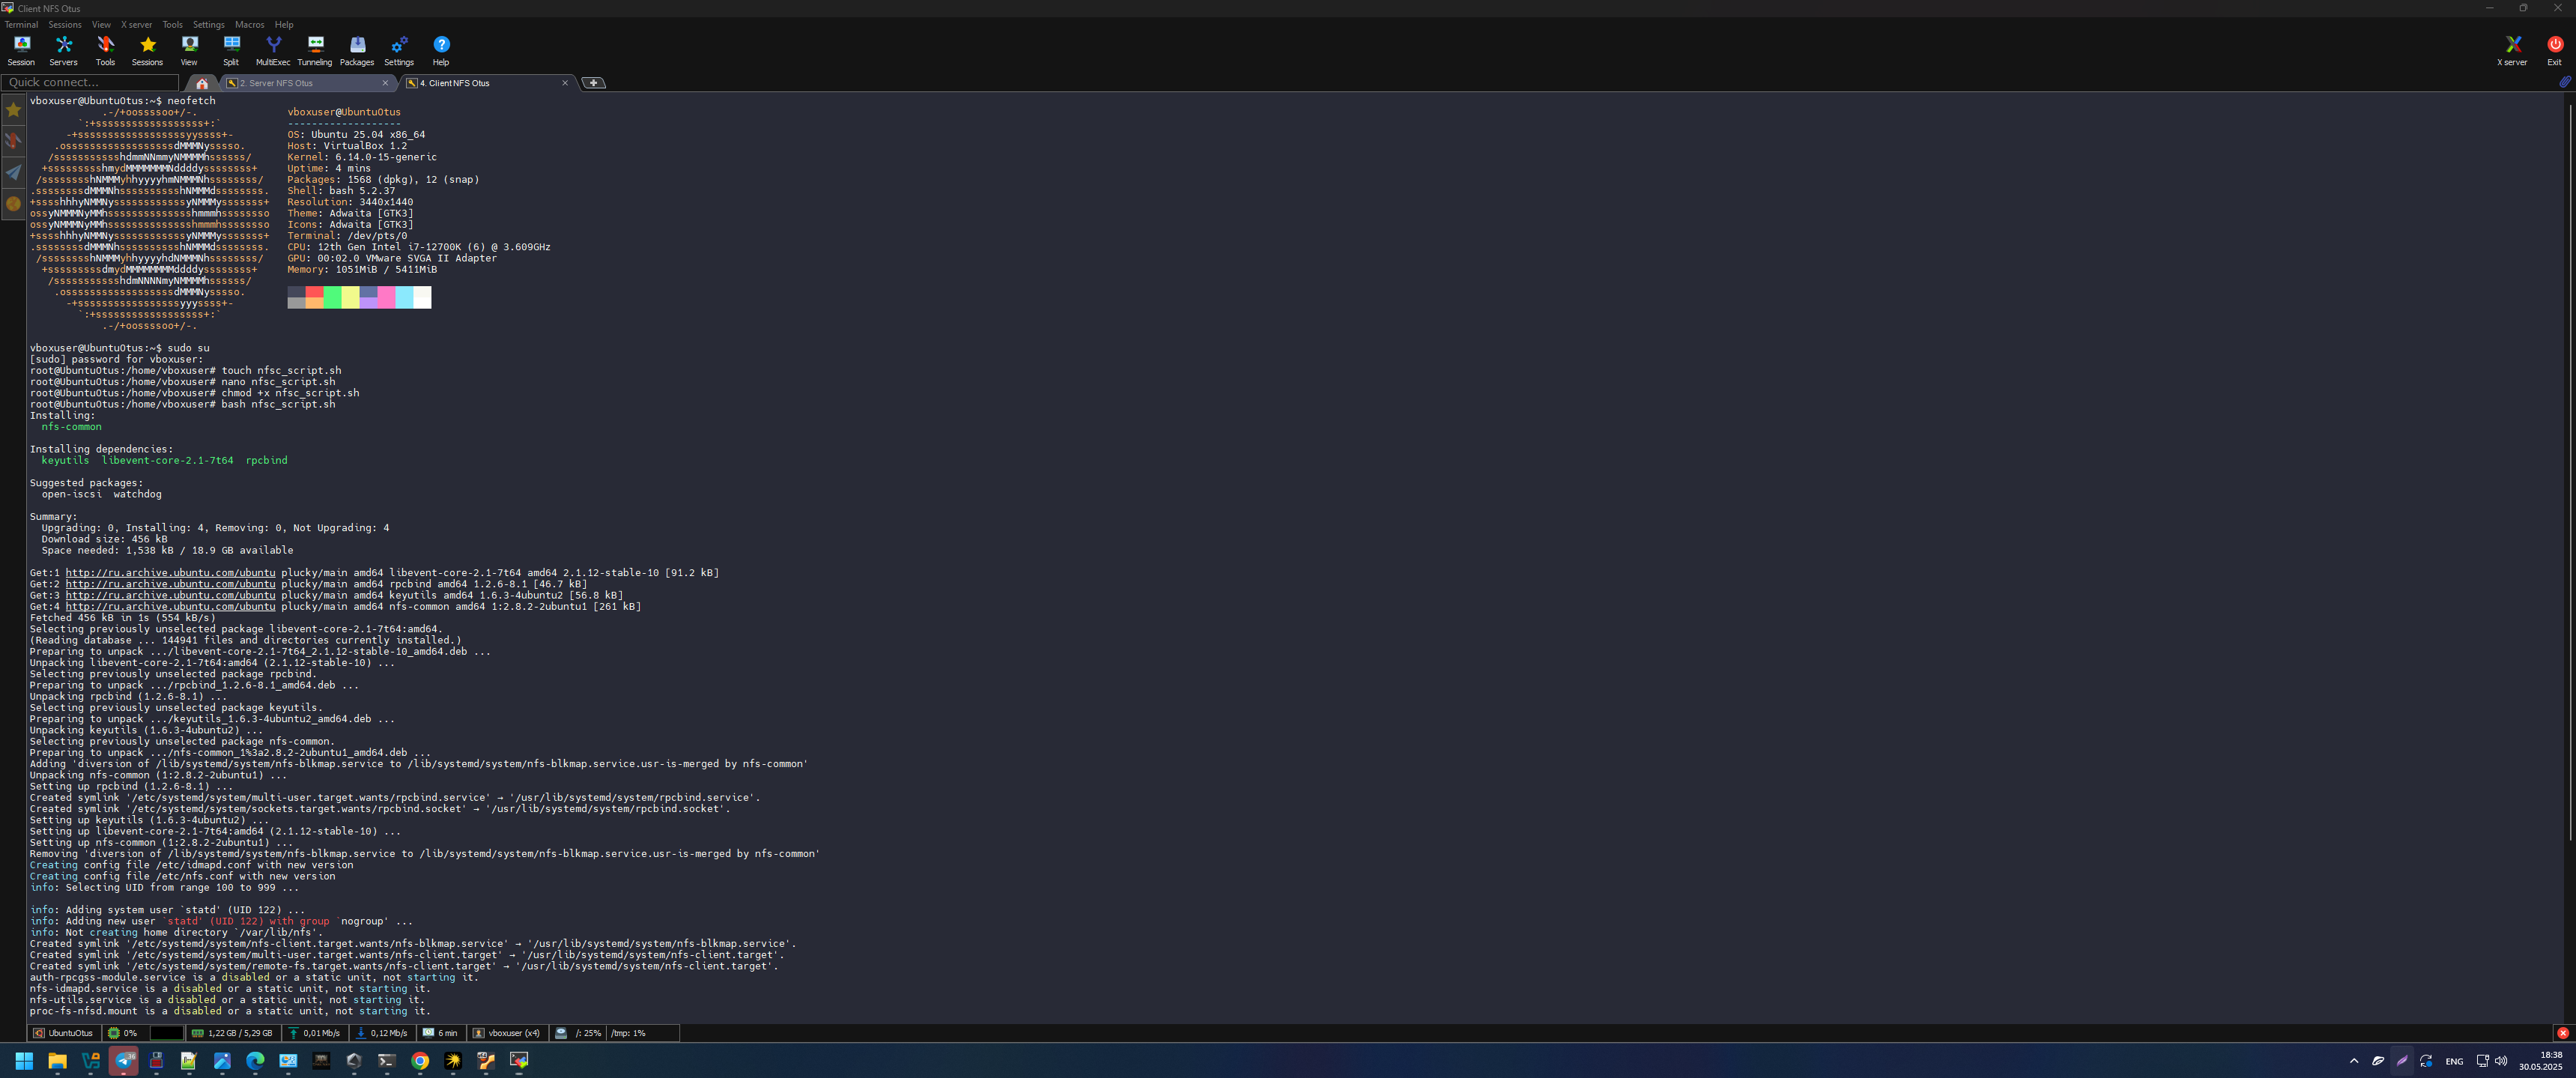 Client NFS Otus
Terminal Sessions View X server Tools Settings Macros Help
Session Servers Tools Sessions View Split MultiExec Tunneling Packages Settings Help X server Exit
Quick connect... 2. Server NFS Otus 4. Client NFS Otus
vboxuser@UbuntuOtus:~$ neofetch
.-/+oossssoo+/-. vboxuser@UbuntuOtus
`:+ssssssssssssssssss+:` -------------------
-+ssssssssssssssssssyyssss+- OS: Ubuntu 25.04 x86_64
.ossssssssssssssssssdMMMNysssso. Host: VirtualBox 1.2
/ssssssssssshdmmNNmmyNMMMMhssssss/ Kernel: 6.14.0-15-generic
+ssssssssshmydMMMMMMMNddddyssssssss+ Uptime: 4 mins
/sssssssshNMMMyhhyyyyhmNMMMNhssssssss/ Packages: 1568 (dpkg), 12 (snap)
.ssssssssdMMMNhsssssssssshNMMMdssssssss. Shell: bash 5.2.37
+sssshhhyNMMNyssssssssssssyNMMMysssssss+ Resolution: 3440x1440
ossyNMMMNyMMhsssssssssssssshmmmhssssssso Theme: Adwaita [GTK3]
ossyNMMMNyMMhsssssssssssssshmmmhssssssso Icons: Adwaita [GTK3]
+sssshhhyNMMNyssssssssssssyNMMMysssssss+ Terminal: /dev/pts/0
.ssssssssdMMMNhsssssssssshNMMMdssssssss. CPU: 12th Gen Intel i7-12700K (6) @ 3.609GHz
/sssssssshNMMMyhhyyyyhdNMMMNhssssssss/ GPU: 00:02.0 VMware SVGA II Adapter
+sssssssssdmydMMMMMMMMddddyssssssss+ Memory: 1051MiB / 5411MiB
/ssssssssssshdmNNNNmyNMMMMhssssss/
.ossssssssssssssssssdMMMNysssso.
-+sssssssssssssssssyyyssss+-
`:+ssssssssssssssssss+:`
.-/+oossssoo+/-.
vboxuser@UbuntuOtus:~$ sudo su
[sudo] password for vboxuser:
root@UbuntuOtus:/home/vboxuser# touch nfsc_script.sh
root@UbuntuOtus:/home/vboxuser# nano nfsc_script.sh
root@UbuntuOtus:/home/vboxuser# chmod +x nfsc_script.sh
root@UbuntuOtus:/home/vboxuser# bash nfsc_script.sh
Installing:
nfs-common
Installing dependencies:
keyutils libevent-core-2.1-7t64 rpcbind
Suggested packages:
open-iscsi watchdog
Summary:
Upgrading: 0, Installing: 4, Removing: 0, Not Upgrading: 4
Download size: 456 kB
Space needed: 1,538 kB / 18.9 GB available
Get:1 http://ru.archive.ubuntu.com/ubuntu plucky/main amd64 libevent-core-2.1-7t64 amd64 2.1.12-stable-10 [91.2 kB]
Get:2 http://ru.archive.ubuntu.com/ubuntu plucky/main amd64 rpcbind amd64 1.2.6-8.1 [46.7 kB]
Get:3 http://ru.archive.ubuntu.com/ubuntu plucky/main amd64 keyutils amd64 1.6.3-4ubuntu2 [56.8 kB]
Get:4 http://ru.archive.ubuntu.com/ubuntu plucky/main amd64 nfs-common amd64 1:2.8.2-2ubuntu1 [261 kB]
Fetched 456 kB in 1s (554 kB/s)
Selecting previously unselected package libevent-core-2.1-7t64:amd64.
(Reading database ... 144941 files and directories currently installed.)
Preparing to unpack .../libevent-core-2.1-7t64_2.1.12-stable-10_amd64.deb ...
Unpacking libevent-core-2.1-7t64:amd64 (2.1.12-stable-10) ...
Selecting previously unselected package rpcbind.
Preparing to unpack .../rpcbind_1.2.6-8.1_amd64.deb ...
Unpacking rpcbind (1.2.6-8.1) ...
Selecting previously unselected package keyutils.
Preparing to unpack .../keyutils_1.6.3-4ubuntu2_amd64.deb ...
Unpacking keyutils (1.6.3-4ubuntu2) ...
Selecting previously unselected package nfs-common.
Preparing to unpack .../nfs-common_1%3a2.8.2-2ubuntu1_amd64.deb ...
Adding 'diversion of /lib/systemd/system/nfs-blkmap.service to /lib/systemd/system/nfs-blkmap.service.usr-is-merged by nfs-common'
Unpacking nfs-common (1:2.8.2-2ubuntu1) ...
Setting up rpcbind (1.2.6-8.1) ...
Created symlink '/etc/systemd/system/multi-user.target.wants/rpcbind.service' → '/usr/lib/systemd/system/rpcbind.service'.
Created symlink '/etc/systemd/system/sockets.target.wants/rpcbind.socket' → '/usr/lib/systemd/system/rpcbind.socket'.
Setting up keyutils (1.6.3-4ubuntu2) ...
Setting up libevent-core-2.1-7t64:amd64 (2.1.12-stable-10) ...
Setting up nfs-common (1:2.8.2-2ubuntu1) ...
Removing 'diversion of /lib/systemd/system/nfs-blkmap.service to /lib/systemd/system/nfs-blkmap.service.usr-is-merged by nfs-common'
Creating config file /etc/idmapd.conf with new version
Creating config file /etc/nfs.conf with new version
info: Selecting UID from range 100 to 999 ...
info: Adding system user `statd' (UID 122) ...
info: Adding new user `statd' (UID 122) with group `nogroup' ...
info: Not creating home directory `/var/lib/nfs'.
Created symlink '/etc/systemd/system/nfs-client.target.wants/nfs-blkmap.service' → '/usr/lib/systemd/system/nfs-blkmap.service'.
Created symlink '/etc/systemd/system/multi-user.target.wants/nfs-client.target' → '/usr/lib/systemd/system/nfs-client.target'.
Created symlink '/etc/systemd/system/remote-fs.target.wants/nfs-client.target' → '/usr/lib/systemd/system/nfs-client.target'.
auth-rpcgss-module.service is a disabled or a static unit, not starting it.
nfs-idmapd.service is a disabled or a static unit, not starting it.
nfs-utils.service is a disabled or a static unit, not starting it.
proc-fs-nfsd.mount is a disabled or a static unit, not starting it.
UbuntuOtus 0% 1,22 GB / 5,29 GB 0,01 Mb/s 0,12 Mb/s 6 min vboxuser (x4) /: 25% /tmp: 1%
36 ENG 18:38
30.05.2025